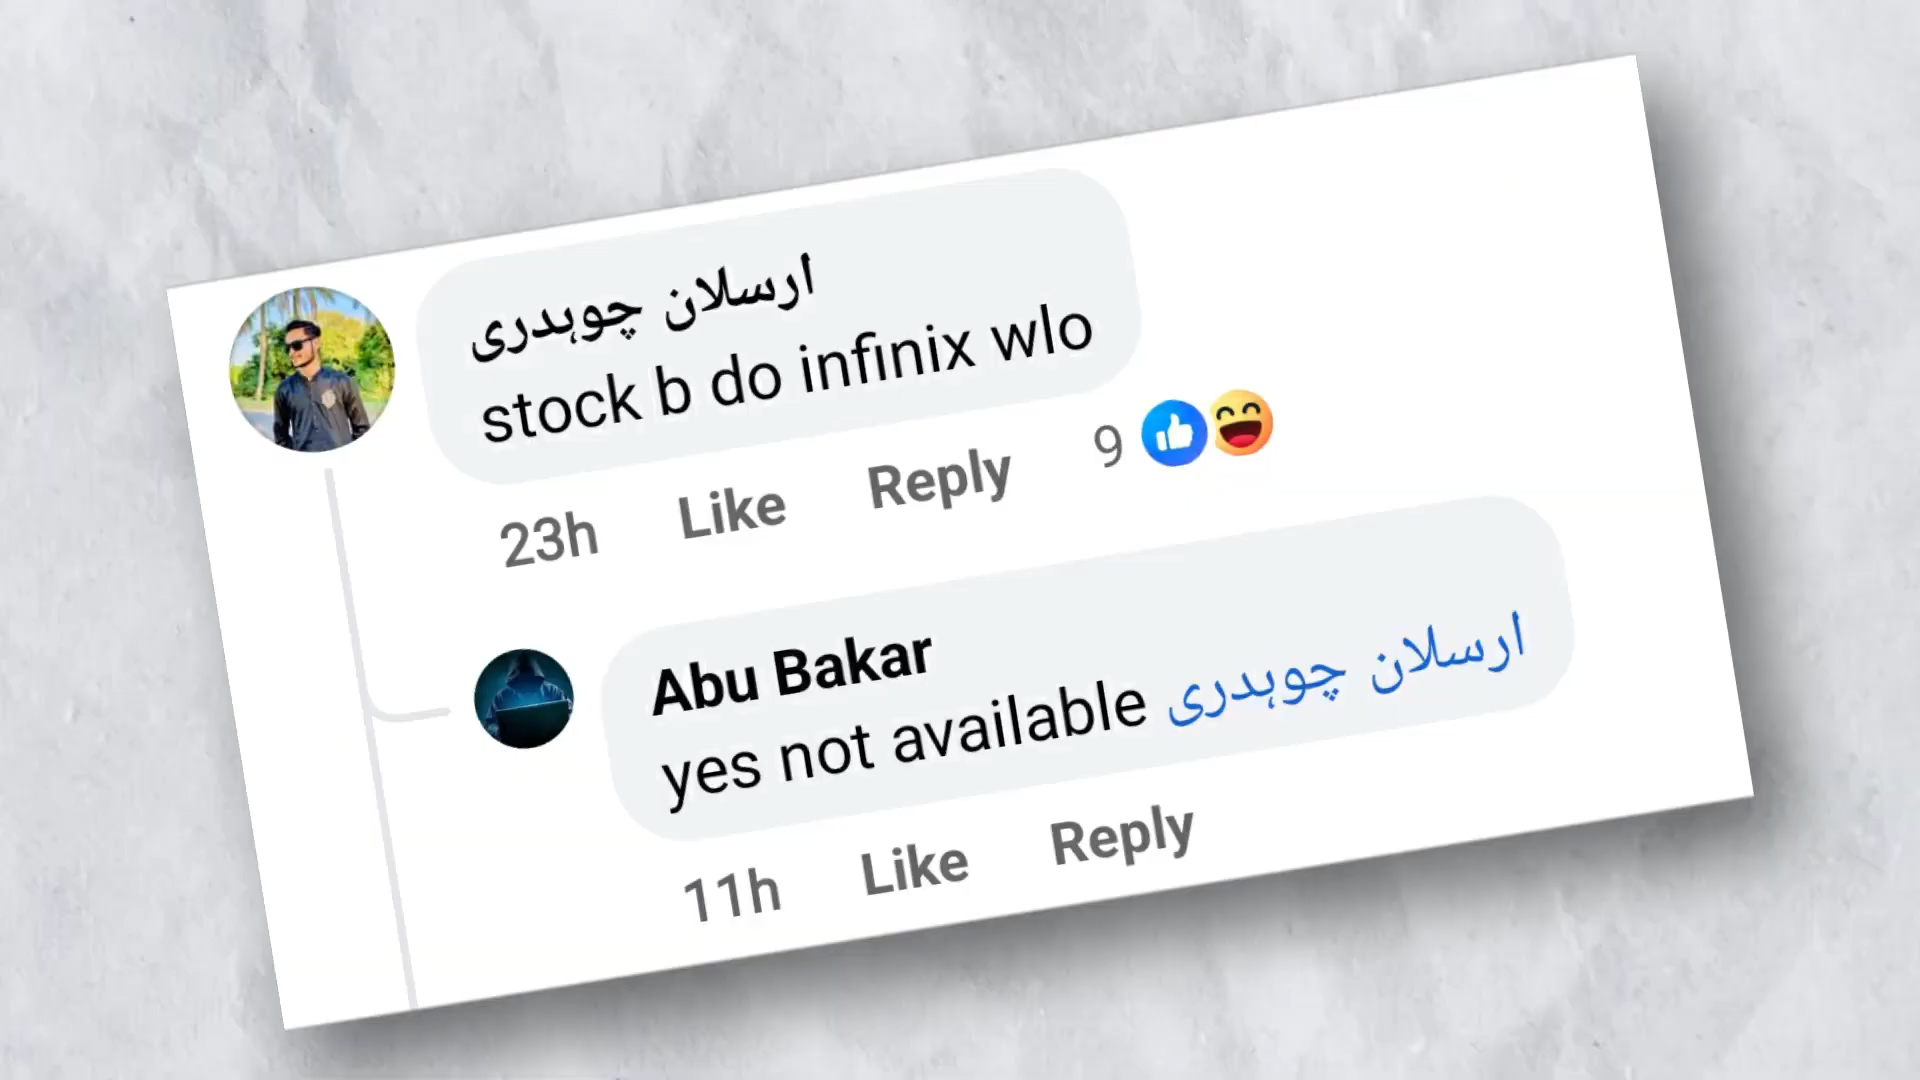 ارسلان چوہدری
stock b do infinix wlo
23h Like Reply 9
Abu Bakar
yes not available ارسلان چوہدری
11h Like Reply